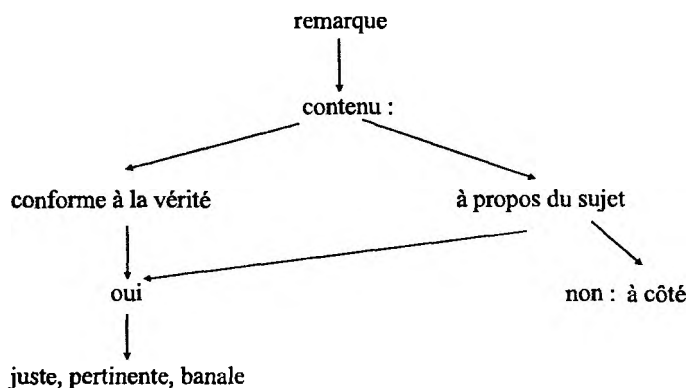 remarque
contenu :
conforme à la vérité
à propos du sujet
oui
non : à côté
juste, pertinente, banale